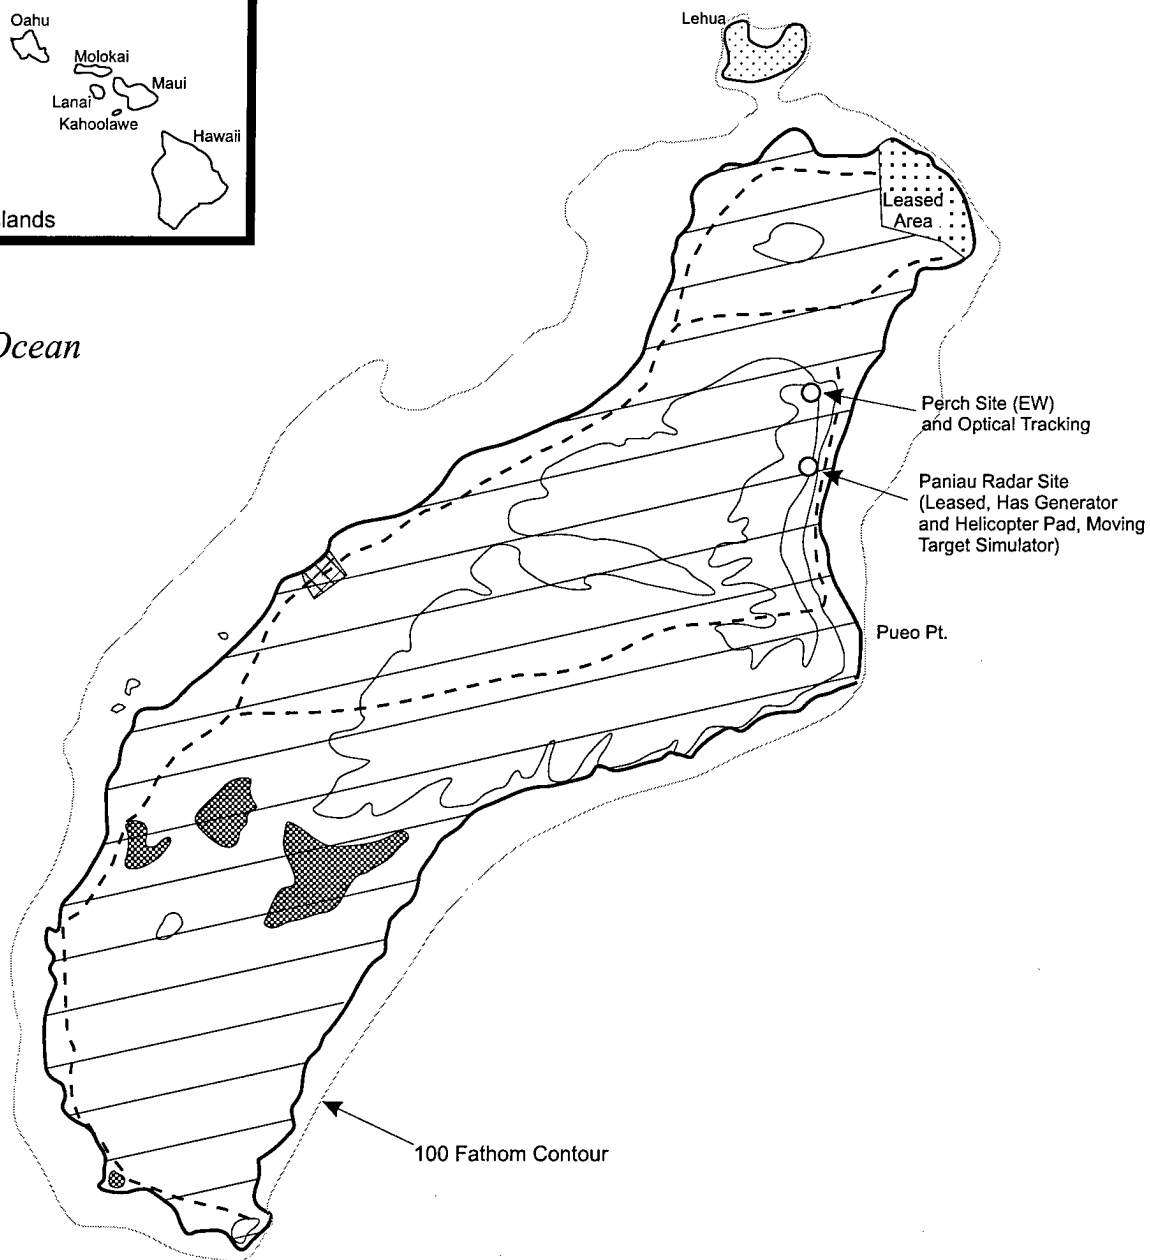 Oahu
Molokai
Maui
Lanai
Kahoolawe
Hawaii
slands
Lehua
Leased
Area
Ocean
Perch Site (EW)
and Optical Tracking
Paniau Radar Site
(Leased, Has Generator
and Helicopter Pad, Moving
Target Simulator)
Pueo Pt.
100 Fathom Contour